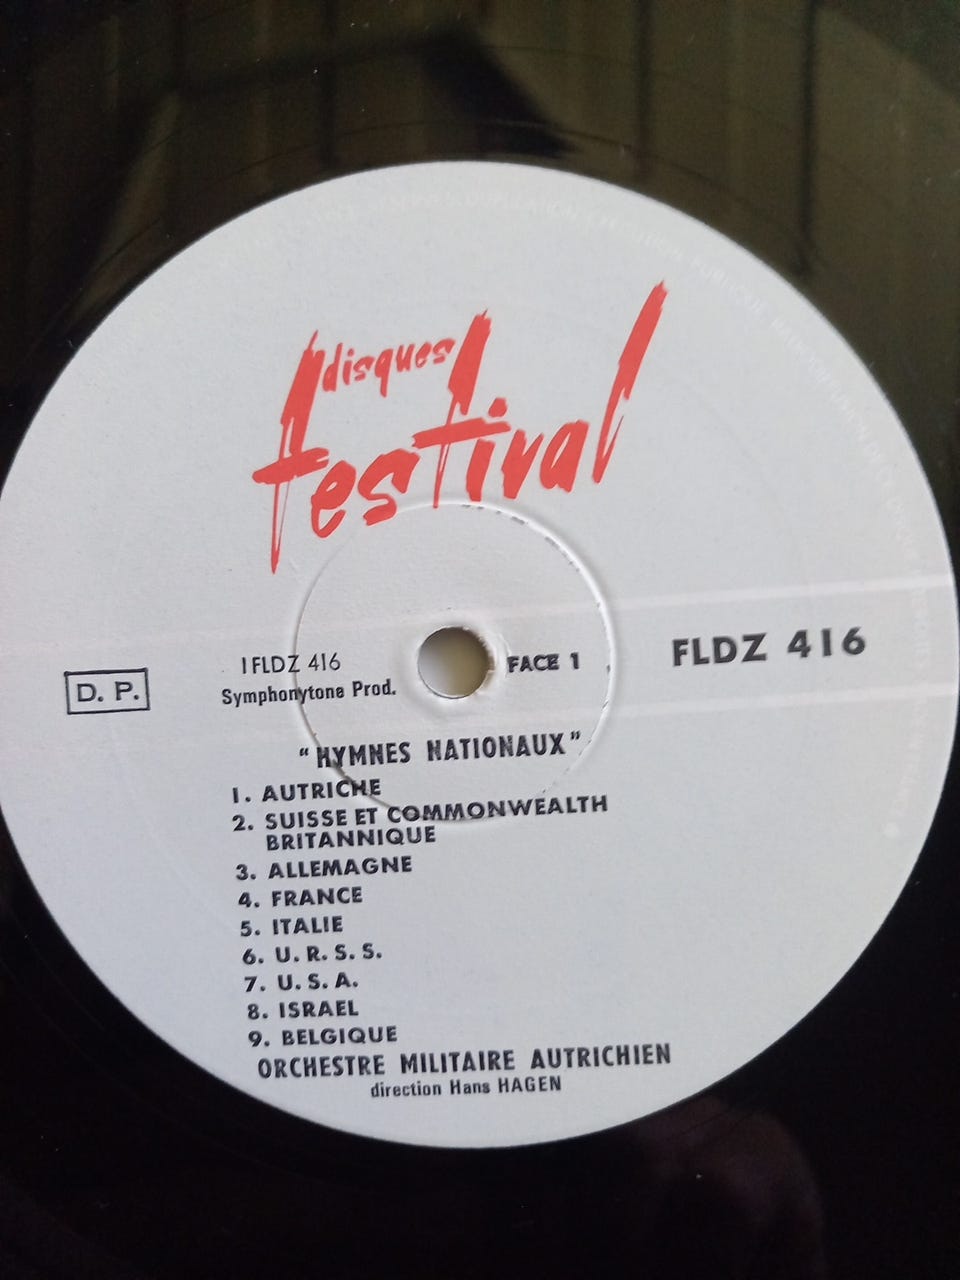 disques
festival
1 FLDZ 416
FACE 1
FLDZ 416
D. P.
Symphonytone Prod.
“HYMNES NATIONAUX”
1. AUTRICHE
2. SUISSE ET COMMONWEALTH
BRITANNIQUE
3. ALLEMAGNE
4. FRANCE
5. ITALIE
6. U. R. S. S.
7. U. S. A.
8. ISRAEL
9. BELGIQUE
ORCHESTRE MILITAIRE AUTRICHIEN
direction Hans HAGEN